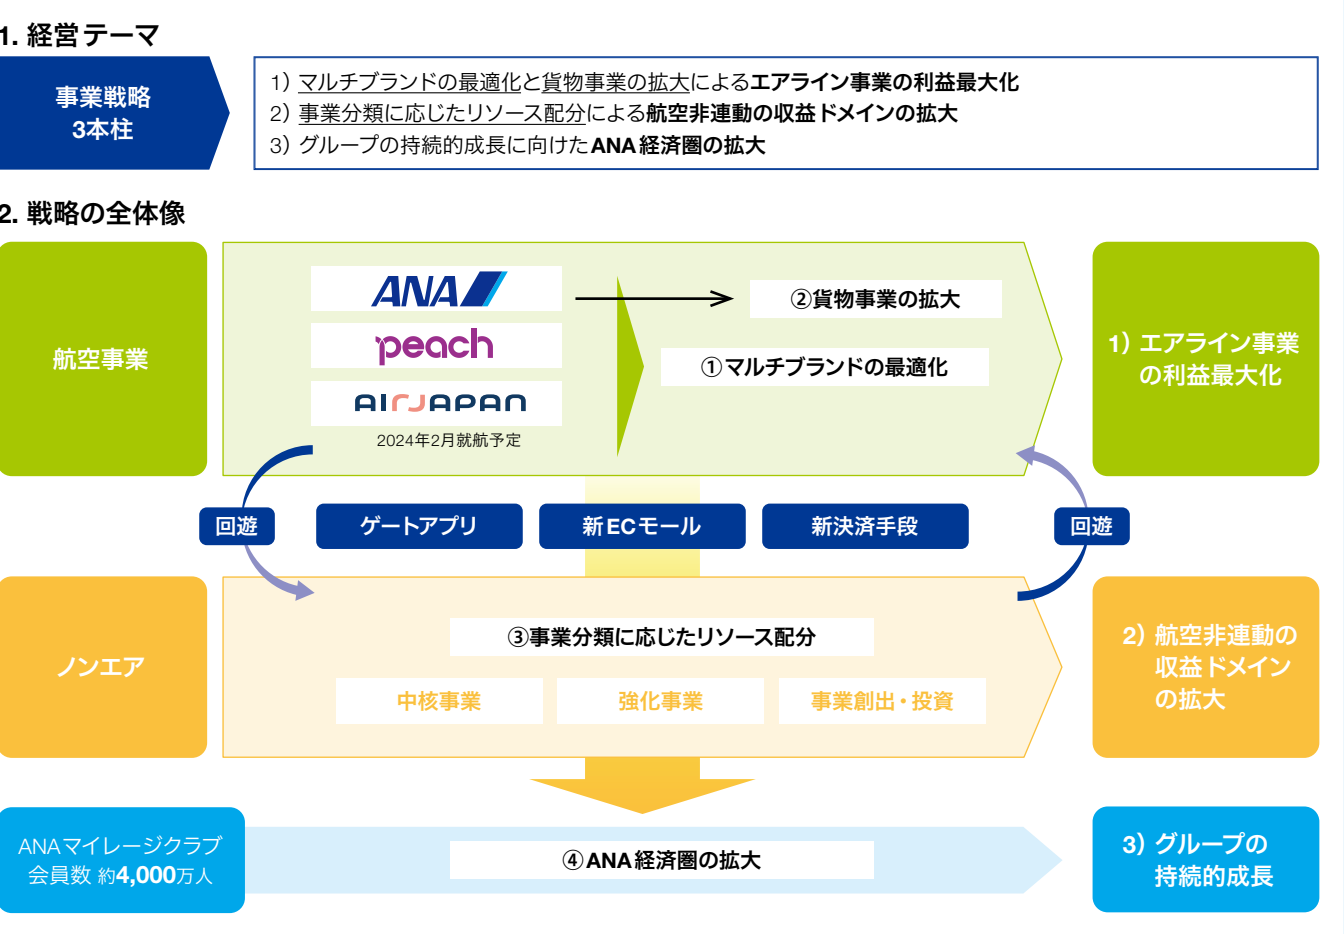 1. 経営テーマ
事業戦略
3本柱
1）マルチブランドの最適化と貨物事業の拡大によるエアライン事業の利益最大化
2）事業分類に応じたリソース配分による航空非連動の収益ドメインの拡大
3）グループの持続的成長に向けたANA経済圏の拡大
2. 戦略の全体像
航空事業
ANA
peach
AIRJAPAN
2024年2月就航予定
②貨物事業の拡大
①マルチブランドの最適化
1）エアライン事業
の利益最大化
回遊
ゲートアプリ
新ECモール
新決済手段
回遊
ノンエア
③事業分類に応じたリソース配分
中核事業
強化事業
事業創出・投資
2）航空非連動の
収益ドメイン
の拡大
ANAマイレージクラブ
会員数 約4,000万人
④ANA経済圏の拡大
3）グループの
持続的成長